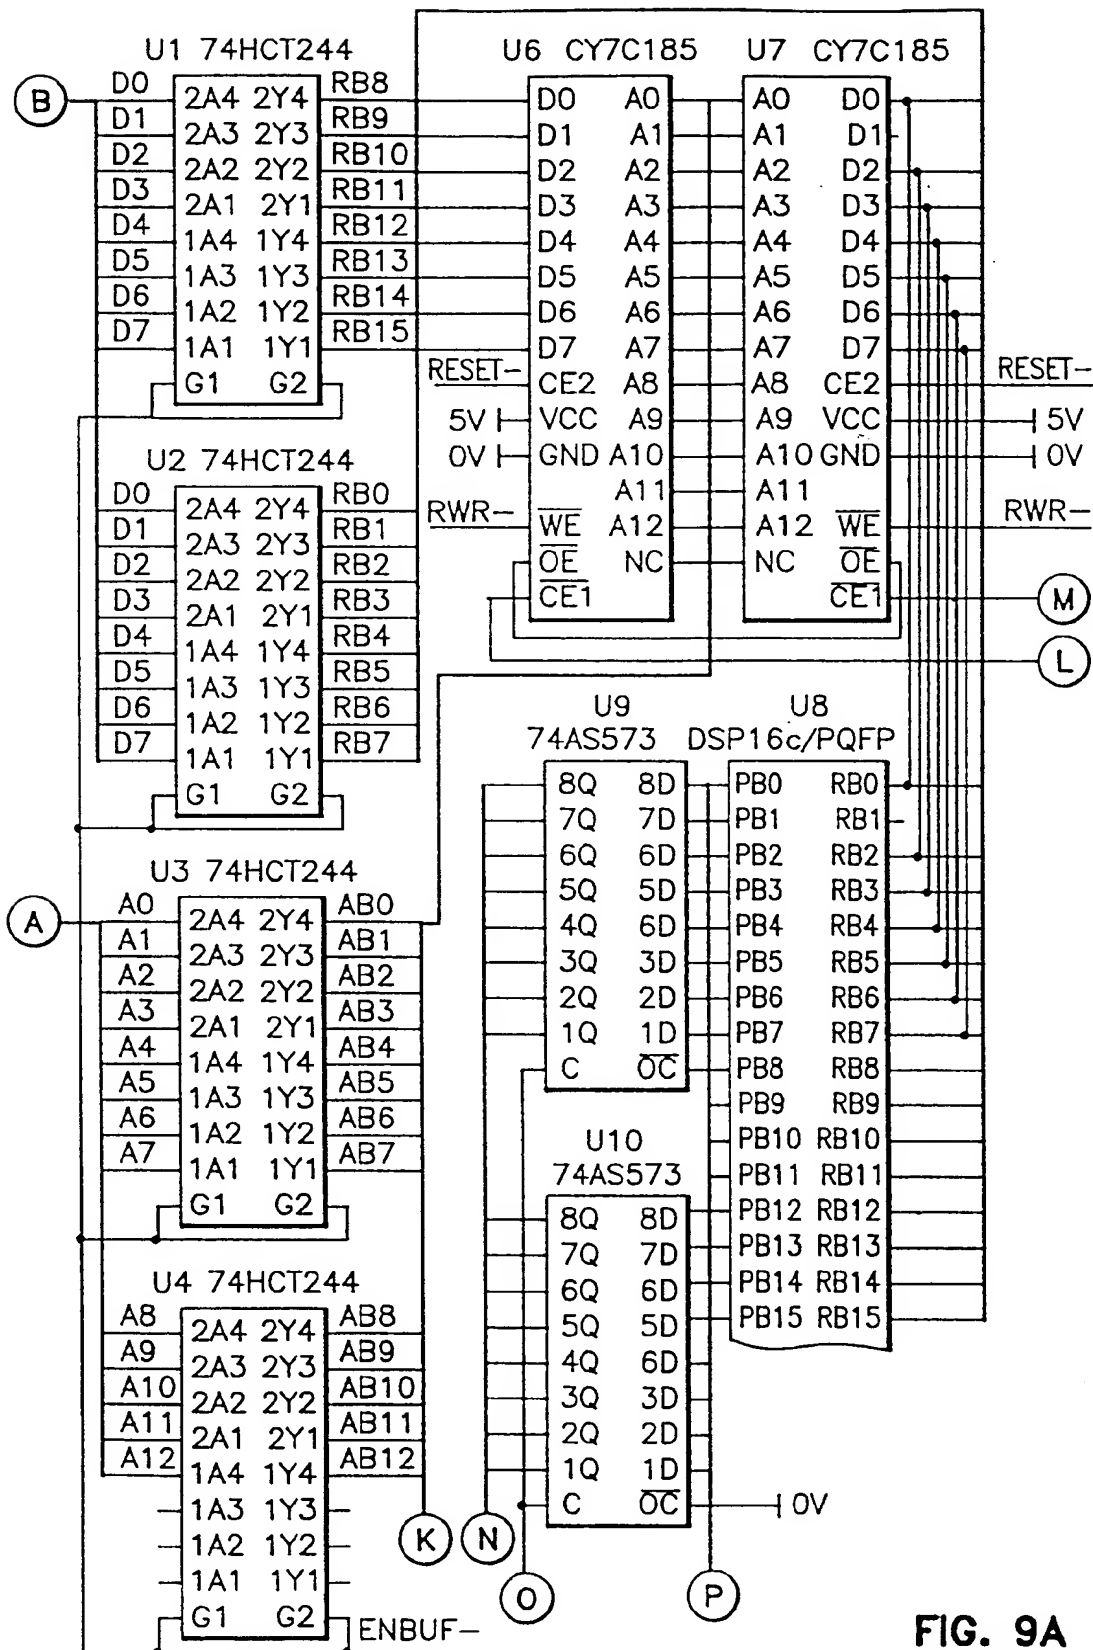 U1 74HCT244
B
D0 2A4 2Y4 RB8
D1 2A3 2Y3 RB9
D2 2A2 2Y2 RB10
D3 2A1 2Y1 RB11
D4 1A4 1Y4 RB12
D5 1A3 1Y3 RB13
D6 1A2 1Y2 RB14
D7 1A1 1Y1 RB15
G1 G2
U2 74HCT244
D0 2A4 2Y4 RB0
D1 2A3 2Y3 RB1
D2 2A2 2Y2 RB2
D3 2A1 2Y1 RB3
D4 1A4 1Y4 RB4
D5 1A3 1Y3 RB5
D6 1A2 1Y2 RB6
D7 1A1 1Y1 RB7
G1 G2
U3 74HCT244
A
A0 2A4 2Y4 AB0
A1 2A3 2Y3 AB1
A2 2A2 2Y2 AB2
A3 2A1 2Y1 AB3
A4 1A4 1Y4 AB4
A5 1A3 1Y3 AB5
A6 1A2 1Y2 AB6
A7 1A1 1Y1 AB7
G1 G2
U4 74HCT244
A8 2A4 2Y4 AB8
A9 2A3 2Y3 AB9
A10 2A2 2Y2 AB10
A11 2A1 2Y1 AB11
A12 1A4 1Y4 AB12
1A3 1Y3
1A2 1Y2
1A1 1Y1
G1 G2
ENBUF-
U6 CY7C185 U7 CY7C185
D0 A0 A0 D0
D1 A1 A1 D1
D2 A2 A2 D2
D3 A3 A3 D3
D4 A4 A4 D4
D5 A5 A5 D5
D6 A6 A6 D6
D7 A7 A7 D7
RESET- CE2 A8 A8 CE2 RESET-
5V VCC A9 A9 VCC 5V
0V GND A10 A10 GND 0V
A11 A11
RWR- WE A12 A12 WE RWR-
OE NC NC OE
CE1 CE1 M
L
U9 U8
74AS573 DSP16c/PQFP
8Q 8D PB0 RB0
7Q 7D PB1 RB1
6Q 6D PB2 RB2
5Q 5D PB3 RB3
4Q 6D PB4 RB4
3Q 3D PB5 RB5
2Q 2D PB6 RB6
1Q 1D PB7 RB7
C OC PB8 RB8
PB9 RB9
PB10 RB10
PB11 RB11
PB12 RB12
PB13 RB13
PB14 RB14
PB15 RB15
U10
74AS573
8Q 8D
7Q 7D
6Q 6D
5Q 5D
4Q 6D
3Q 3D
2Q 2D
1Q 1D
C OC 0V
K N
O P
FIG. 9A